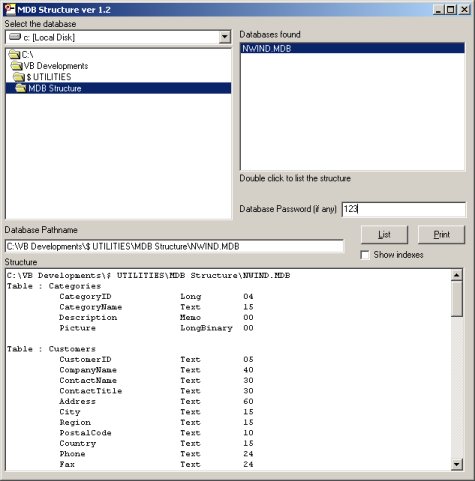 MDB Structure ver 1.2
Select the database
c: [Local Disk]
C:\
VB Developments
$ UTILITIES
MDB Structure
Databases found
NWIND.MDB
Double click to list the structure
Database Password (if any) 123
Database Pathname
C:\VB Developments\$ UTILITIES\MDB Structure\NWIND.MDB
List Print
Show indexes
Structure
C:\VB Developments\$ UTILITIES\MDB Structure\NWIND.MDB
Table : Categories
CategoryID Long 04
CategoryName Text 15
Description Memo 00
Picture LongBinary 00
Table : Customers
CustomerID Text 05
CompanyName Text 40
ContactName Text 30
ContactTitle Text 30
Address Text 60
City Text 15
Region Text 15
PostalCode Text 10
Country Text 15
Phone Text 24
Fax Text 24